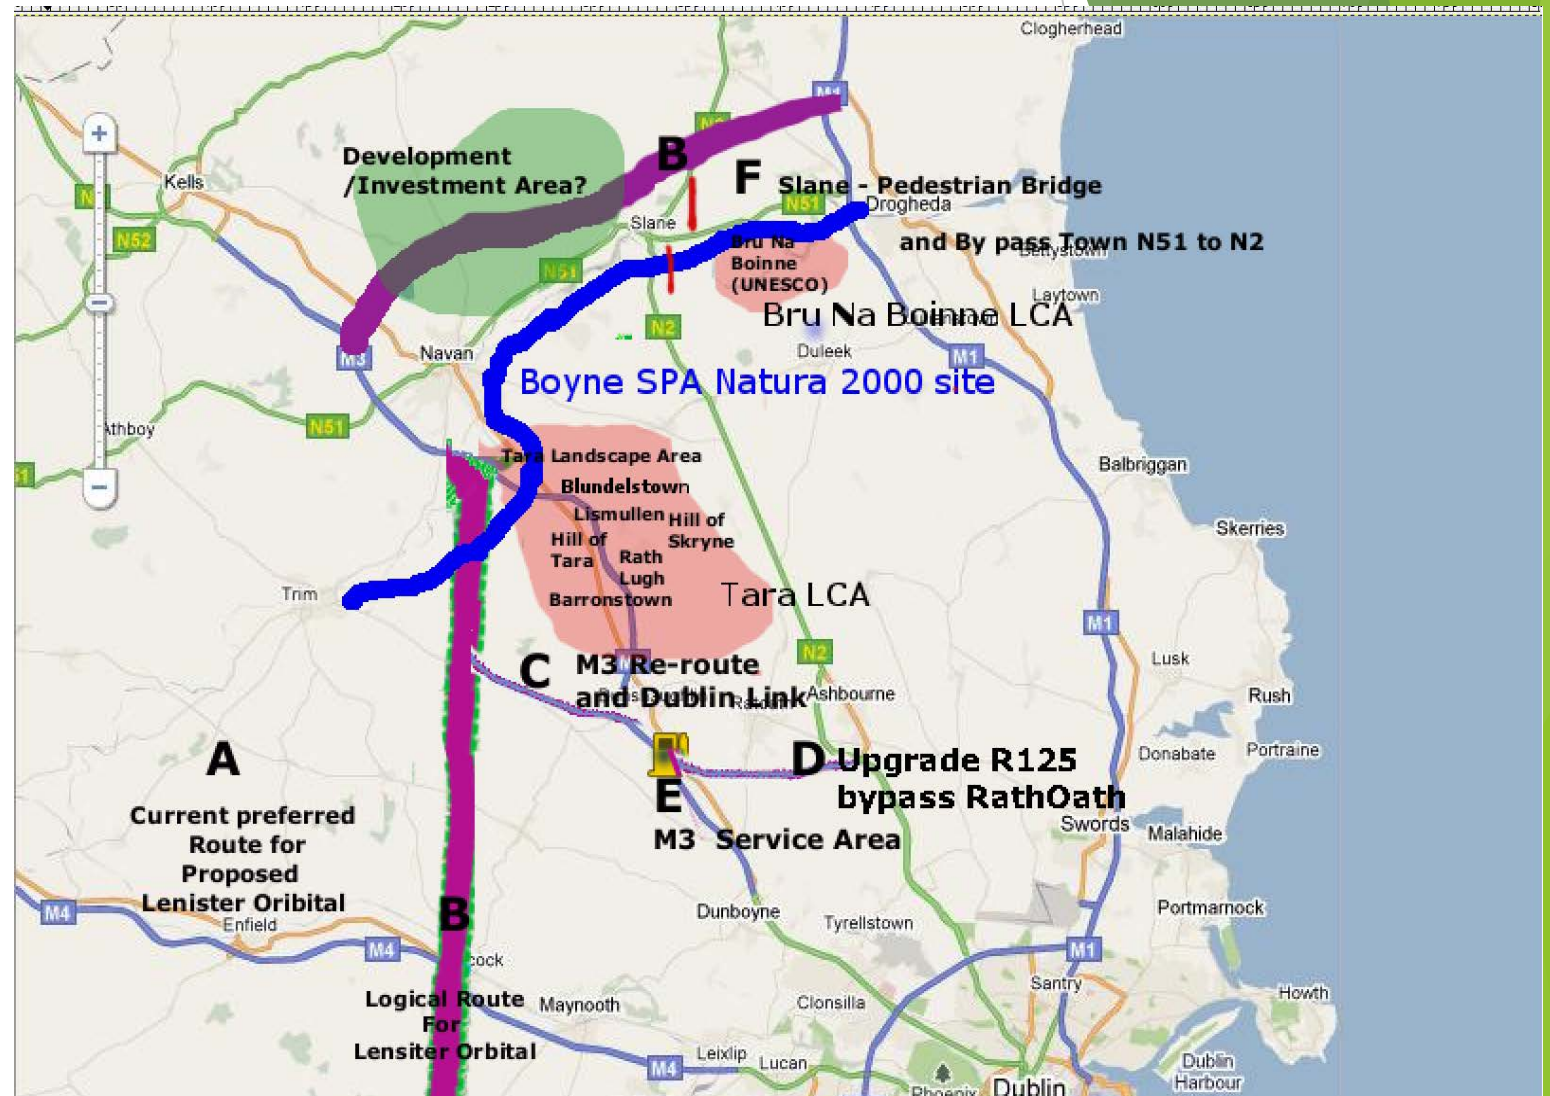 Clogherhead
M1
Development
/Investment Area?
B
F
Slane - Pedestrian Bridge
Kells
N51
Drogheda
Slane
N52
Bru Na
Boinne
(UNESCO)
and By pass Town N51 to N2
Bettystown
N51
Laytown
Bru Na Boinne LCA
N2
M3
Navan
Duleek
M1
Boyne SPA Natura 2000 site
N51
Athboy
Tara Landscape Area
Balbriggan
Blundelstown
Lismullen
Hill of
Skryne
Hill of
Tara
Rath
Lugh
Skerries
Trim
Barronstown
Tara LCA
M1
N2
C
M3 Re-route
and Dublin Link
Lusk
Ashbourne
Rush
A
D
Upgrade R125
bypass RathOath
Donabate
Portraine
E
Current preferred
Route for
Proposed
Lenister Oribital
M3 Service Area
Swords
Malahide
M4
Enfield
B
Dunboyne
Tyrellstown
Portmarnock
M4
cock
M1
Logical Route
For
Lensiter Orbital
Maynooth
Clonsilla
Santry
Howth
M4
Leixlip
Lucan
Dublin
Harbour
Phoenix
Dublin